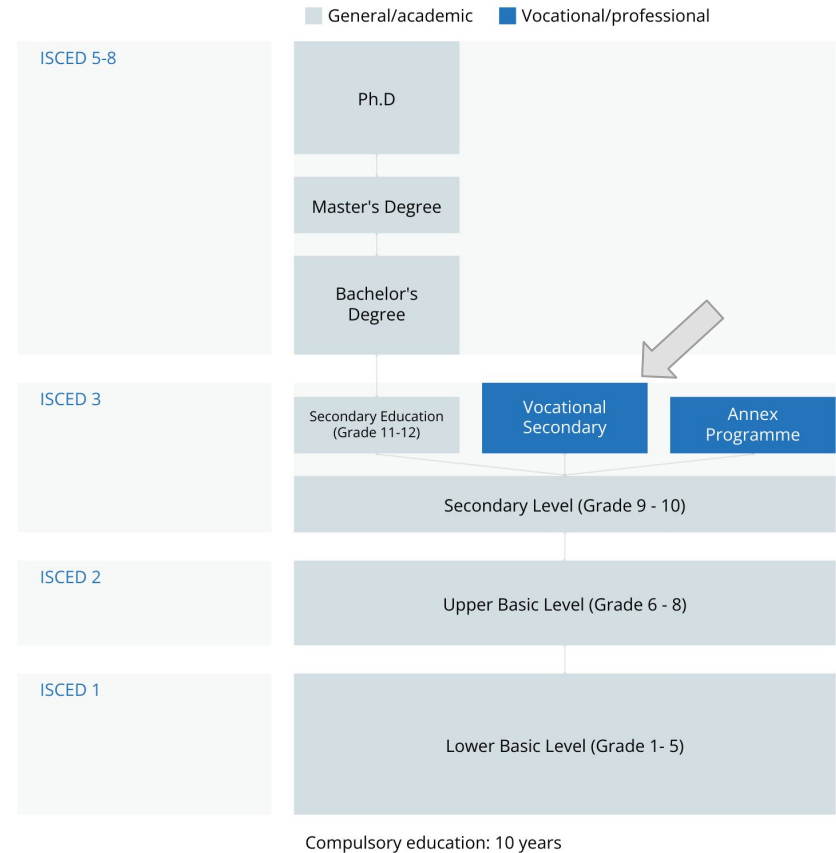 General/academic
Vocational/professional
ISCED 5-8
Ph.D
Master's Degree
Bachelor's
Degree
ISCED 3
Secondary Education
(Grade 11-12)
Vocational
Secondary
Annex
Programme
Secondary Level (Grade 9 - 10)
ISCED 2
Upper Basic Level (Grade 6 - 8)
ISCED 1
Lower Basic Level (Grade 1- 5)
Compulsory education: 10 years